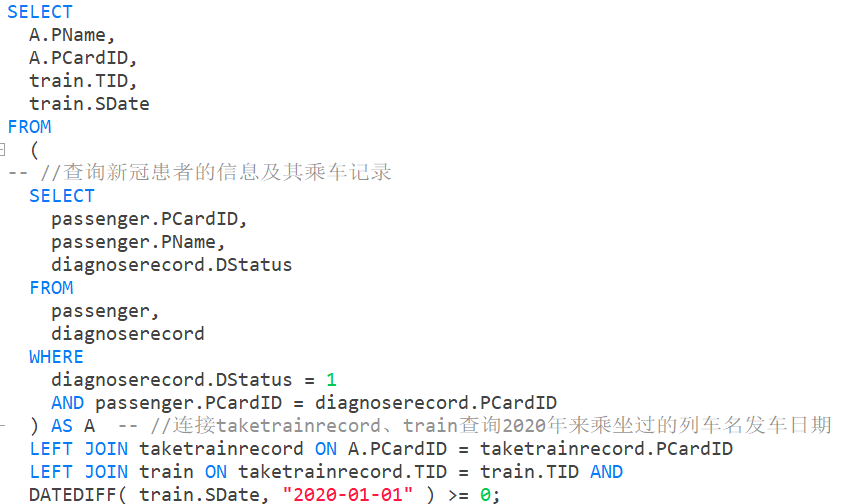 SELECT
A.PName,
A.PCardID,
train.TID,
train.SDate
FROM
(
-- //查询新冠患者的信息及其乘车记录
SELECT
passenger.PCardID,
passenger.PName,
diagnoserecord.DStatus
FROM
passenger,
diagnoserecord
WHERE
diagnoserecord.DStatus = 1
AND passenger.PCardID = diagnoserecord.PCardID
) AS A  -- //连接taketrainrecord、train查询2020年来乘坐过的列车名发车日期
LEFT JOIN taketrainrecord ON A.PCardID = taketrainrecord.PCardID
LEFT JOIN train ON taketrainrecord.TID = train.TID AND
DATEDIFF( train.SDate, "2020-01-01" ) >= 0;